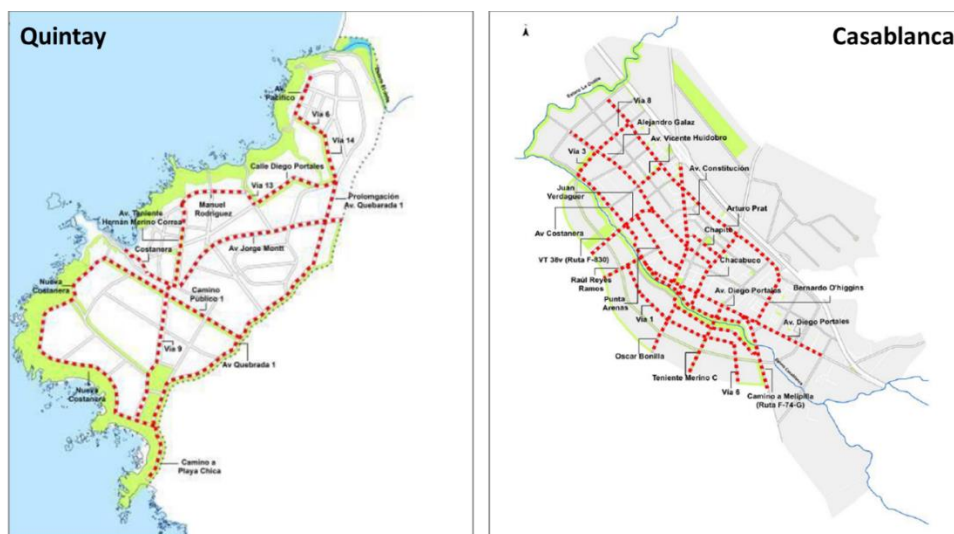 Quintay
Av.
Pacífico
Vía 6
Vía 14
Calle Diego Portales
Vía 13
Manuel
Rodríguez
Prolongación
Av. Quebarada 1
Av. Teniente
Hernán Merino Correa
Costanera
Av Jorge Montt
Nueva
Costanera
Camino
Público 1
Vía 9
Av Quebrada 1
Nueva
Costanera
Camino a
Playa Chica
Casablanca
Vía 8
Alejandro Galaz
Av. Vicente Huidobro
Vía 3
Av. Constitución
Juan
Verdaguer
Arturo Prat
Av Costanera
Chapito
VT 38v (Ruta F-830)
Chacabuco
Raúl Reyes
Ramos
Av. Diego Portales
Bernardo O'higgins
Punta
Arenas
Vía 1
Av. Diego Portales
Oscar Bonilla
Teniente Merino C
Vía 6
Camino a Melipilla
(Ruta F-74-G)